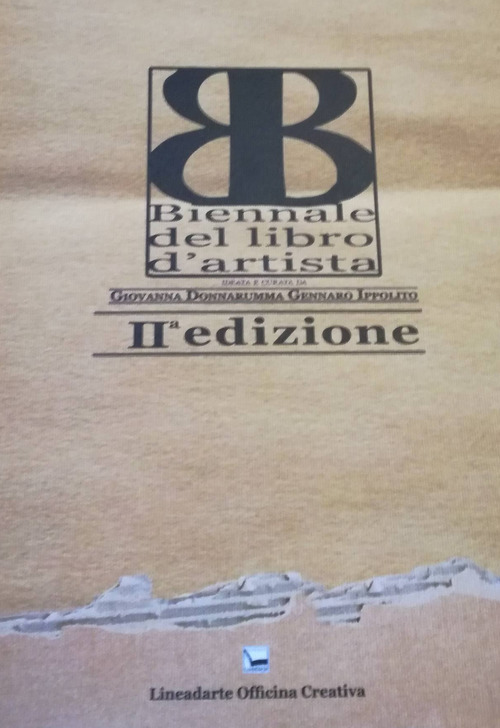 B
Biennale
del libro
d'artista
IDEATA E CURATA DA
Giovanna Donnarumma Gennaro Ippolito
IIª edizione
Lineadarte Officina Creativa